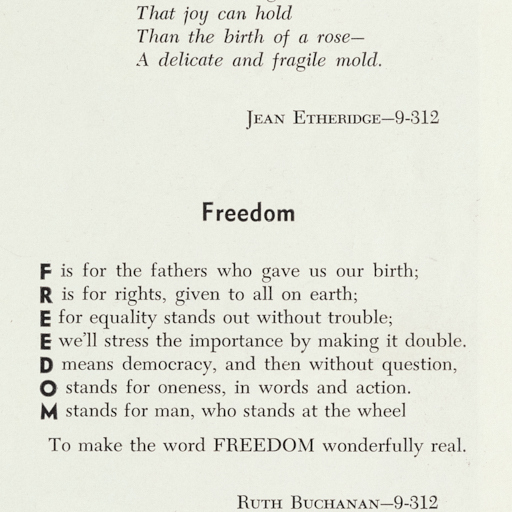 That joy can hold
Than the birth of a rose—
A delicate and fragile mold.
Jean Etheridge—9-312
Freedom
F is for the fathers who gave us our birth;
R is for rights, given to all on earth;
E for equality stands out without trouble;
E we'll stress the importance by making it double.
D means democracy, and then without question,
O stands for oneness, in words and action.
M stands for man, who stands at the wheel
To make the word FREEDOM wonderfully real.
Ruth Buchanan—9-312